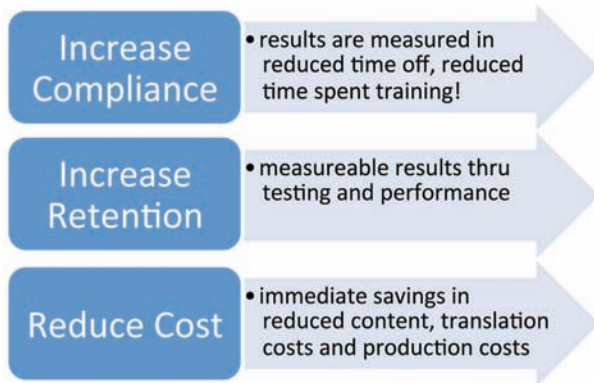 Increase
Compliance
• results are measured in
reduced time off, reduced
time spent training!
Increase
Retention
• measureable results thru
testing and performance
Reduce Cost
• immediate savings in
reduced content, translation
costs and production costs